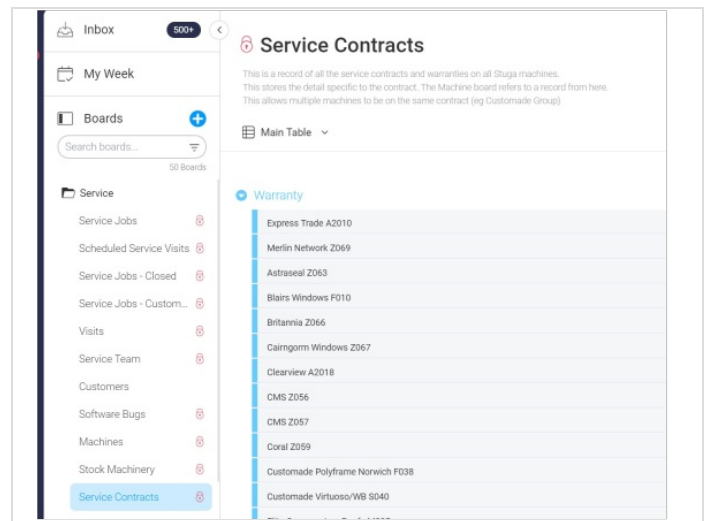 Inbox
500+
My Week
Boards
Search boards...
50 Boards
Service
Service Jobs
Scheduled Service Visits
Service Jobs - Closed
Service Jobs - Custom...
Visits
Service Team
Customers
Software Bugs
Machines
Stock Machinery
Service Contracts
Service Contracts
This is a record of all the service contracts and warranties on all Stuga machines.
This stores the detail specific to the contract. The Machine board refers to a record from here.
This allows multiple machines to be on the same contract (eg Customade Group)
Main Table
Warranty
Express Trade A2010
Merlin Network Z069
Astraseal Z063
Blairs Windows F010
Britannia Z066
Cairngorm Windows Z067
Clearview A2018
CMS Z056
CMS Z057
Coral Z059
Customade Polyframe Norwich F038
Customade Virtuoso/WB S040